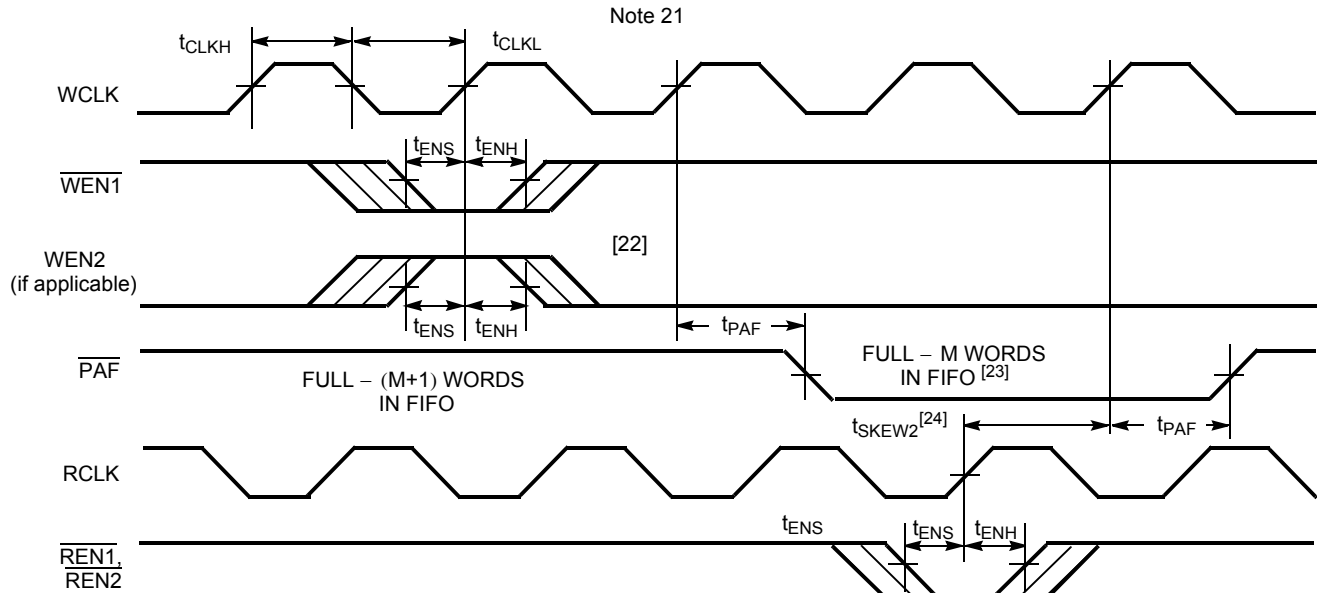 Note 21
tCLKH
tCLKL
WCLK
tENS
tENH
WEN1
WEN2
(if applicable)
[22]
tENS
tENH
tPAF
PAF
FULL − (M+1) WORDS
IN FIFO
FULL − M WORDS
IN FIFO [23]
tSKEW2[24]
tPAF
RCLK
tENS
tENS
tENH
REN1,
REN2